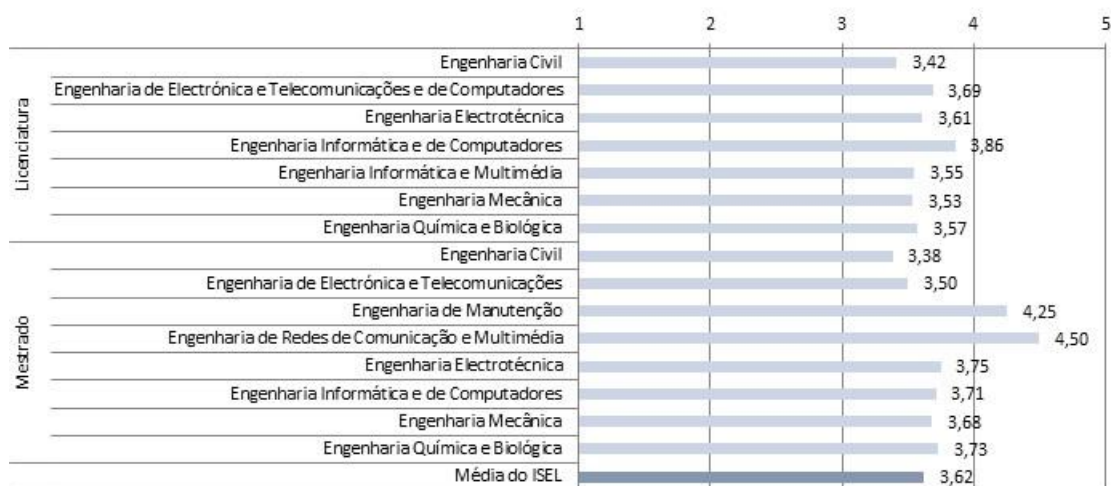 1 2 3 4 5
Licenciatura
Engenharia Civil 3,42
Engenharia de Electrónica e Telecomunicações e de Computadores 3,69
Engenharia Electrotécnica 3,61
Engenharia Informática e de Computadores 3,86
Engenharia Informática e Multimédia 3,55
Engenharia Mecânica 3,53
Engenharia Química e Biológica 3,57
Mestrado
Engenharia Civil 3,38
Engenharia de Electrónica e Telecomunicações 3,50
Engenharia de Manutenção 4,25
Engenharia de Redes de Comunicação e Multimédia 4,50
Engenharia Electrotécnica 3,75
Engenharia Informática e de Computadores 3,71
Engenharia Mecânica 3,68
Engenharia Química e Biológica 3,73
Média do ISEL 3,62